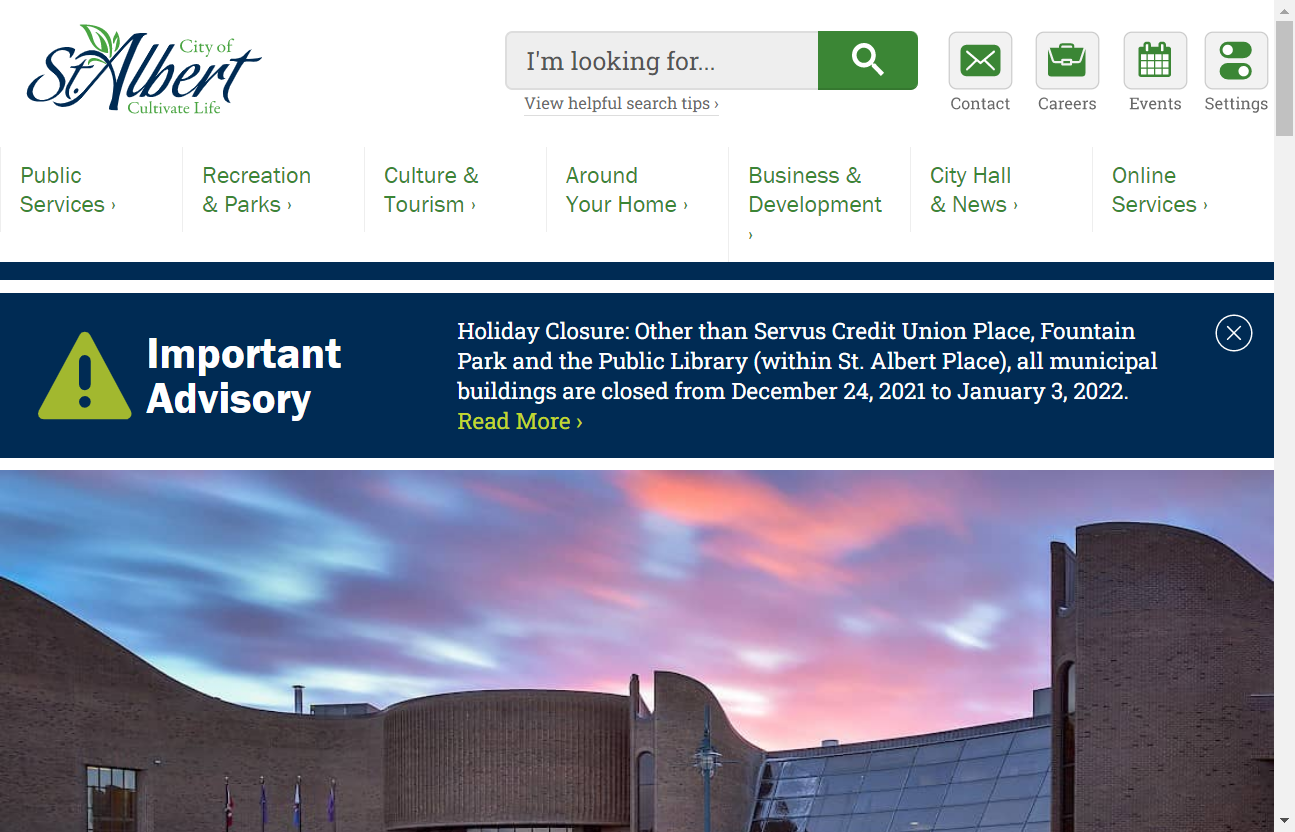 City of
St. Albert
Cultivate Life
I'm looking for...
View helpful search tips ›
Contact
Careers
Events
Settings
Public
Services ›
Recreation
& Parks ›
Culture &
Tourism ›
Around
Your Home ›
Business &
Development
›
City Hall
& News ›
Online
Services ›
Important
Advisory
Holiday Closure: Other than Servus Credit Union Place, Fountain
Park and the Public Library (within St. Albert Place), all municipal
buildings are closed from December 24, 2021 to January 3, 2022.
Read More ›